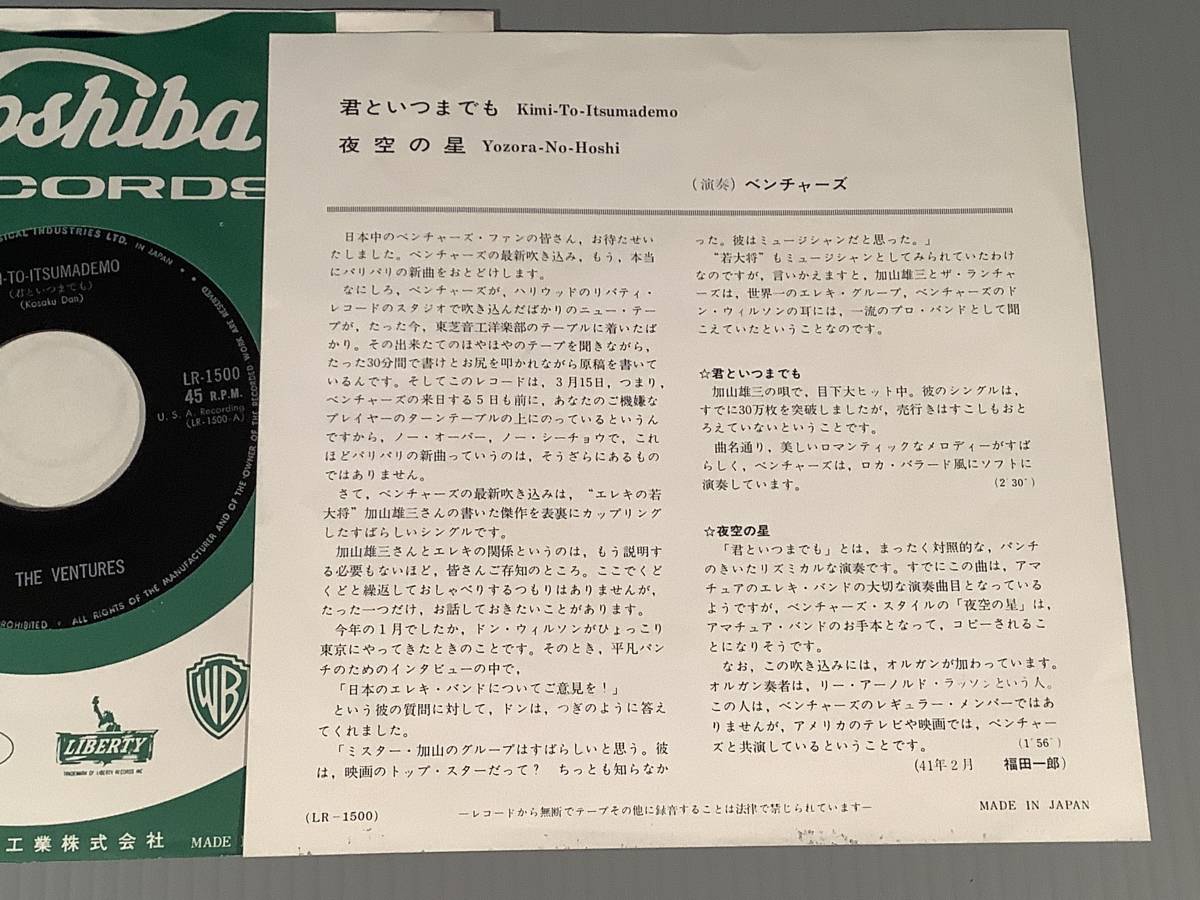 oshiba
CORDS
SICAL INDUSTRIES LTD. IN JAPAN
I-TO-ITSUMADEMO
(君といつまでも)
(Kosaku Dan)
LR-1500
45 R.P.M.
U. S. A. Recording
(LR-1500-A)
THE VENTURES
ROHIBITED • ALL RIGHTS OF THE MANUFACTURER AND OF THE OWNER OF THE RECORDED WORK ARE RESERVED
WB
LIBERTY
TRADEMARK OF LIBERTY RECORDS INC
工業株式会社 MADE
君といつまでも Kimi-To-Itsumademo
夜空の星 Yozora-No-Hoshi
(演奏) ベンチャーズ
日本中のベンチャーズ・ファンの皆さん，お待たせい
たしました。ベンチャーズの最新吹き込み，もう，本当
にバリバリの新曲をおとどけします。
なにしろ，ベンチャーズが，ハリウッドのリバティ・
レコードのスタジオで吹き込んだばかりのニュー・テー
プが，たった今，東芝音工洋楽部のテーブルに着いたば
かり。その出来たてのほやほやのテープを聞きながら，
たった30分間で書けとお尻を叩かれながら原稿を書いて
いるんです。そしてこのレコードは，3月15日，つまり，
ベンチャーズの来日する5日も前に，あなたのご機嫌な
プレイヤーのターンテーブルの上にのっているというん
ですから，ノー・オーバー，ノー・シーチョウで，これ
ほどバリバリの新曲っていうのは，そうざらにあるもの
ではありません。
さて，ベンチャーズの最新吹き込みは，“エレキの若
大将”加山雄三さんの書いた傑作を表裏にカップリング
したすばらしいシングルです。
加山雄三さんとエレキの関係というのは，もう説明す
る必要もないほど，皆さんご存知のところ。ここでくど
くどと繰返しておしゃべりするつもりはありませんが，
たった一つだけ，お話しておきたいことがあります。
今年の1月でしたか，ドン・ウィルソンがひょっこり
東京にやってきたときのことです。そのとき，平凡パン
チのためのインタビューの中で，
「日本のエレキ・バンドについてご意見を！」
という彼の質問に対して，ドンは，つぎのように答え
てくれました。
「ミスター・加山のグループはすばらしいと思う。彼
は，映画のトップ・スターだって？　ちっとも知らなか
った。彼はミュージシャンだと思った。」
“若大将”もミュージシャンとしてみられていたわけ
なのですが，言いかえますと，加山雄三とザ・ランチャ
ーズは，世界一のエレキ・グループ，ベンチャーズのド
ン・ウィルソンの耳には，一流のプロ・バンドとして聞
こえていたということなのです。
☆君といつまでも
加山雄三の唄で，目下大ヒット中。彼のシングルは，
すでに30万枚を突破しましたが，売行きはすこしもおと
ろえていないということです。
曲名通り，美しいロマンティックなメロディーがすば
らしく，ベンチャーズは，ロカ・バラード風にソフトに
演奏しています。 (2′30″)
☆夜空の星
「君といつまでも」とは，まったく対照的な，パンチ
のきいたリズミカルな演奏です。すでにこの曲は，アマ
チュアのエレキ・バンドの大切な演奏曲目となっている
ようですが，ベンチャーズ・スタイルの「夜空の星」は，
アマチュア・バンドのお手本となって，コピーされるこ
とになりそうです。
なお，この吹き込みには，オルガンが加わっています。
オルガン奏者は，リー・アーノルド・ラッソンという人。
この人は，ベンチャーズのレギュラー・メンバーではあ
りませんが，アメリカのテレビや映画では，ベンチャー
ズと共演しているということです。 (1′56″)
(41年2月　福田一郎)
(LR－1500)
―レコードから無断でテープその他に録音することは法律で禁じられています―
MADE IN JAPAN